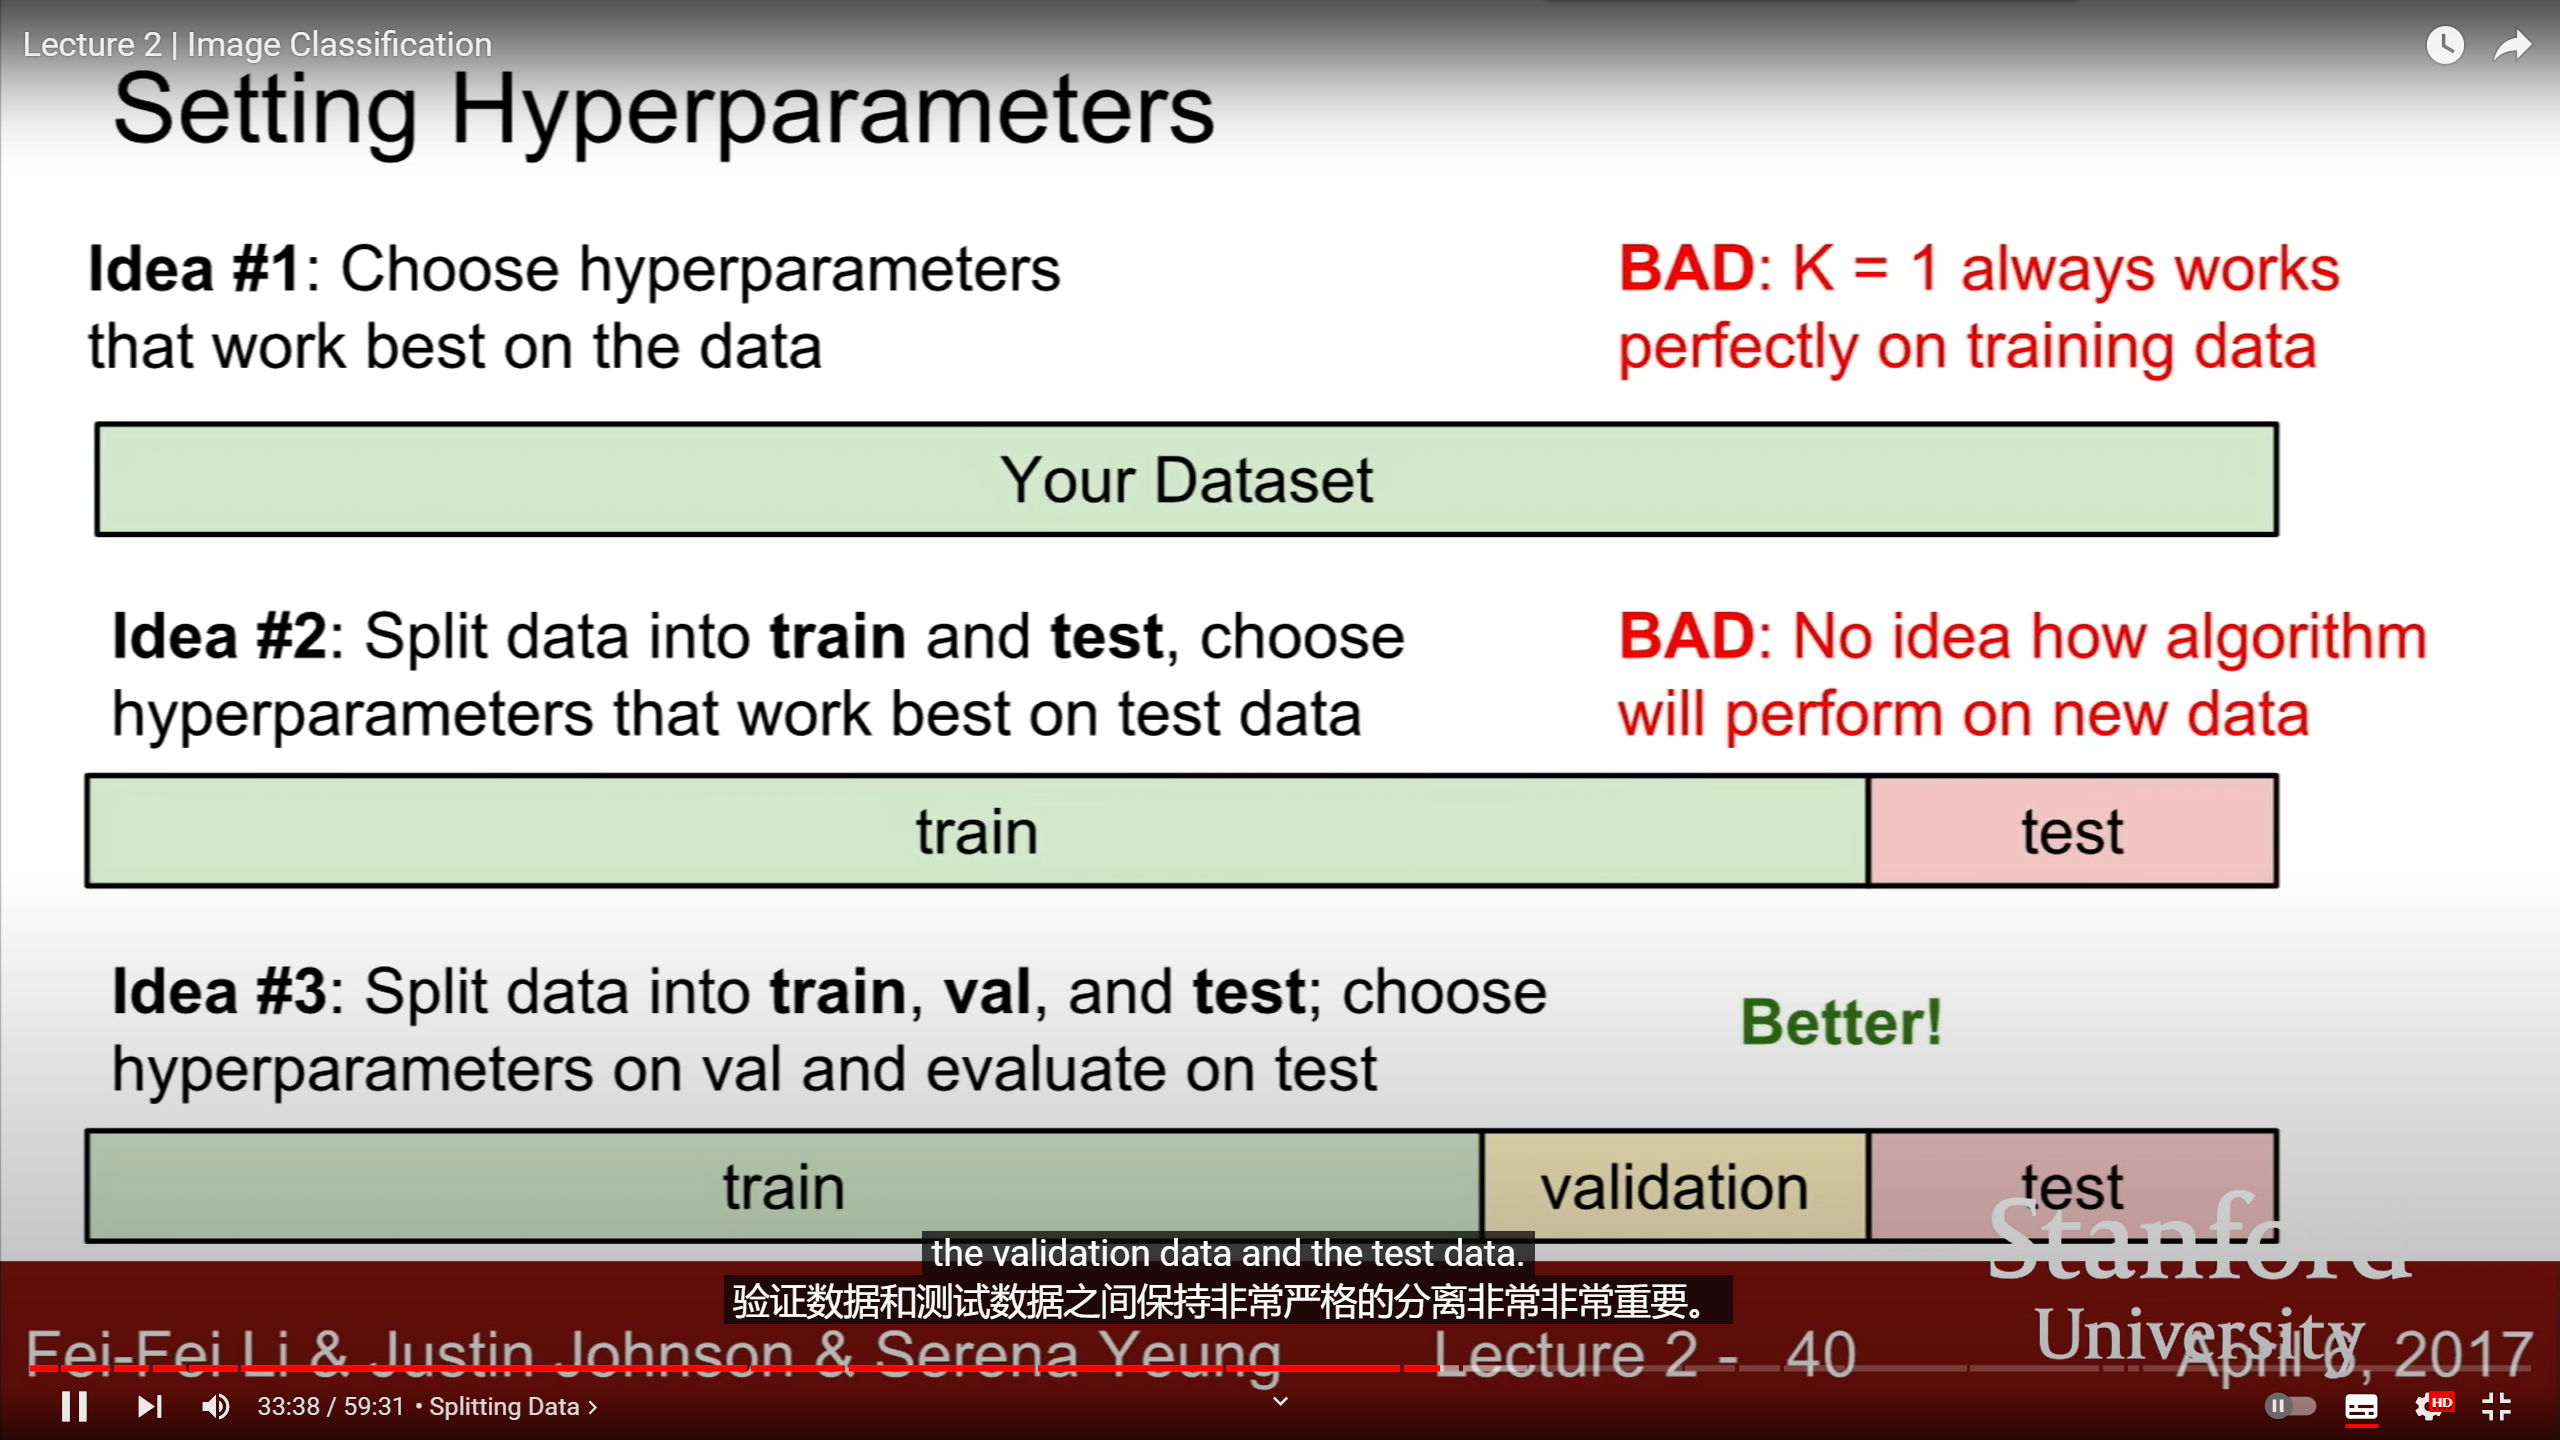 Lecture 2 | Image Classification
Setting Hyperparameters
Idea #1: Choose hyperparameters
that work best on the data
BAD: K = 1 always works
perfectly on training data
Your Dataset
Idea #2: Split data into train and test, choose
hyperparameters that work best on test data
BAD: No idea how algorithm
will perform on new data
train
test
Idea #3: Split data into train, val, and test; choose
hyperparameters on val and evaluate on test
Better!
train
validation
test
the validation data and the test data.
验证数据和测试数据之间保持非常严格的分离非常非常重要。
Stanford
University
Fei-Fei Li & Justin Johnson & Serena Yeung
Lecture 2 - 40
April 6, 2017
33:38 / 59:31 • Splitting Data ›
HD